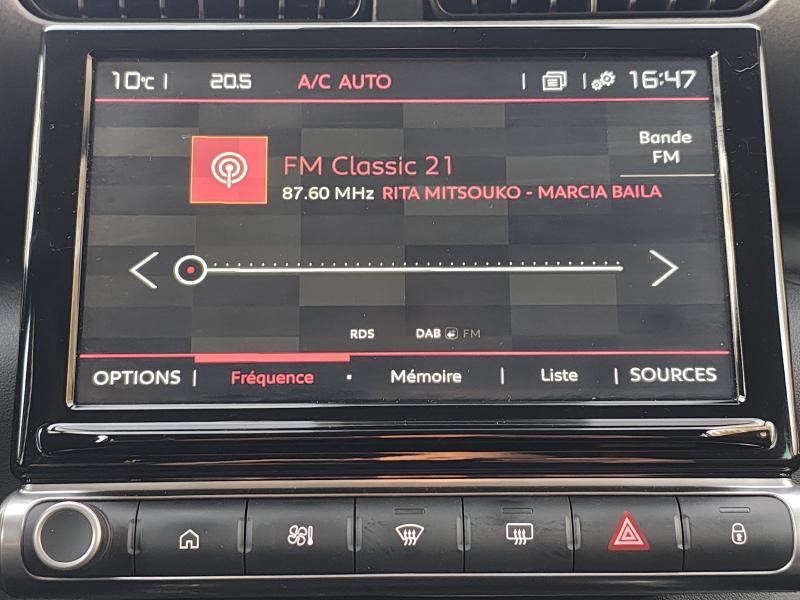 10°C | 20.5 A/C AUTO | | 16:47
Bande
FM
FM Classic 21
87.60 MHz RITA MITSOUKO - MARCIA BAILA
RDS DAB FM
OPTIONS | Fréquence · Mémoire | Liste | SOURCES